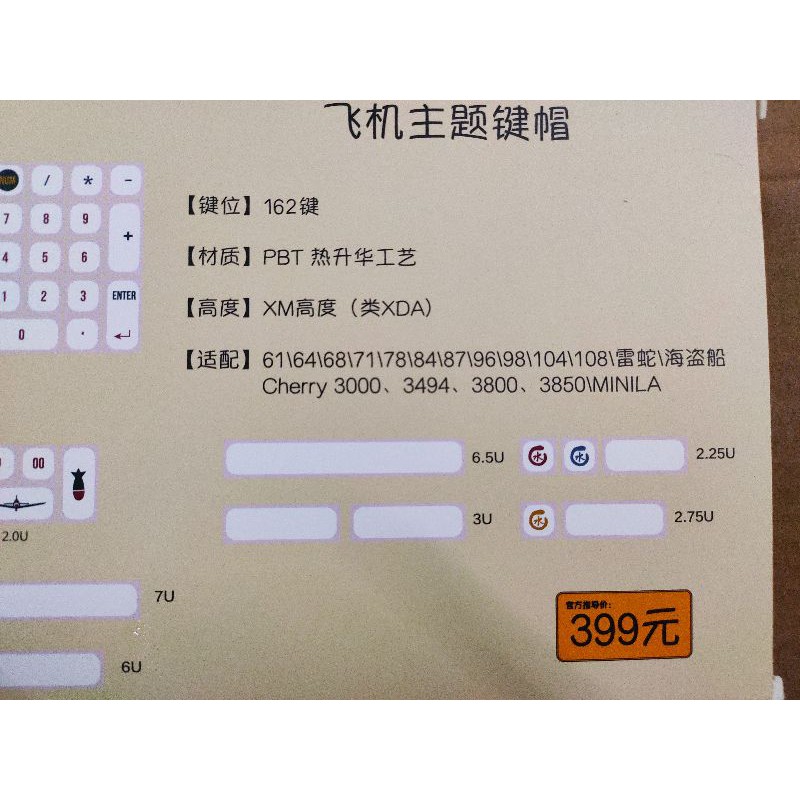 飞机主题键帽
【键位】162键
【材质】PBT 热升华工艺
【高度】XM高度（类XDA）
【适配】61\64\68\71\78\84\87\96\98\104\108\雷蛇\海盗船
Cherry 3000、3494、3800、3850\MINILA
NUM / * -
7 8 9 +
4 5 6
1 2 3 ENTER
0 .
00
2.0U
6.5U
2.25U
3U
2.75U
7U
6U
官方指导价：
399元